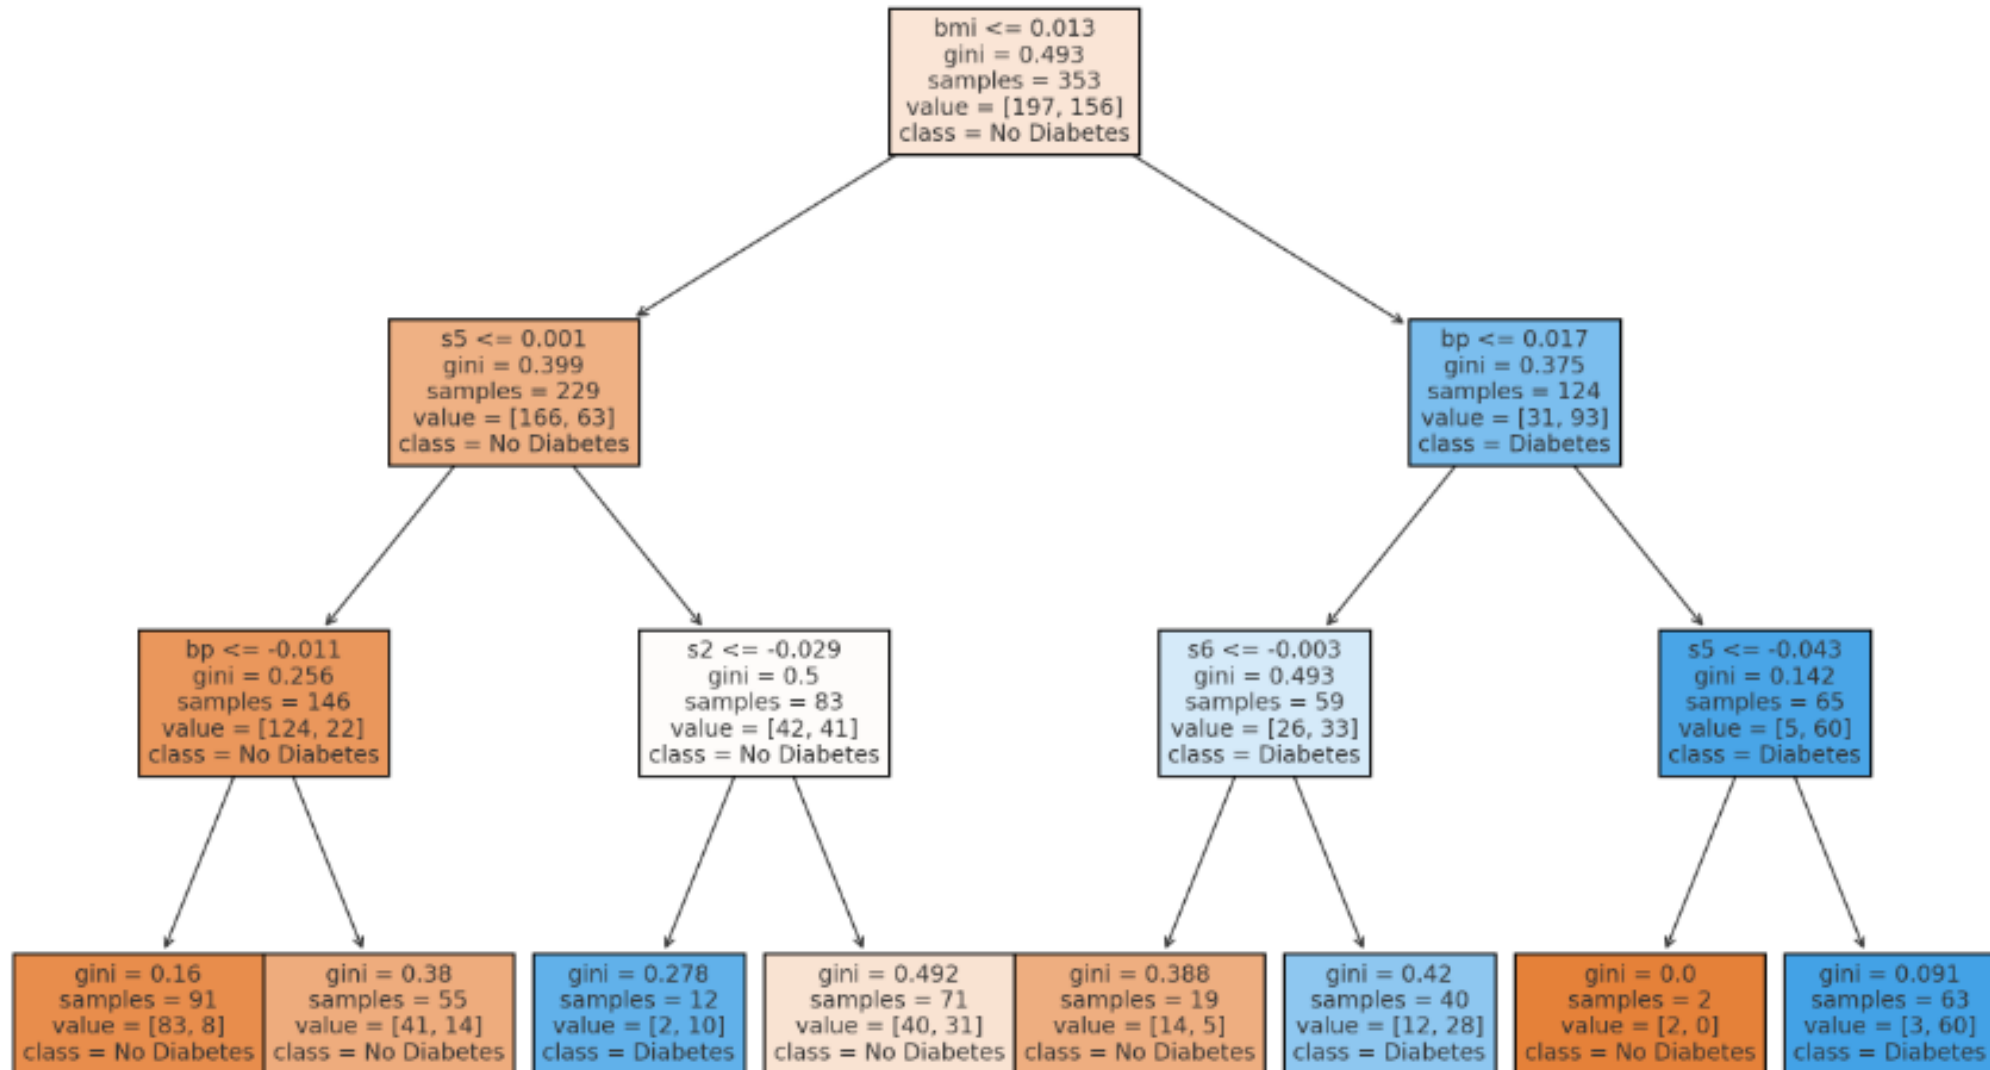 bmi <= 0.013
gini = 0.493
samples = 353
value = [197, 156]
class = No Diabetes
s5 <= 0.001
gini = 0.399
samples = 229
value = [166, 63]
class = No Diabetes
bp <= 0.017
gini = 0.375
samples = 124
value = [31, 93]
class = Diabetes
bp <= -0.011
gini = 0.256
samples = 146
value = [124, 22]
class = No Diabetes
s2 <= -0.029
gini = 0.5
samples = 83
value = [42, 41]
class = No Diabetes
s6 <= -0.003
gini = 0.493
samples = 59
value = [26, 33]
class = Diabetes
s5 <= -0.043
gini = 0.142
samples = 65
value = [5, 60]
class = Diabetes
gini = 0.16
samples = 91
value = [83, 8]
class = No Diabetes
gini = 0.38
samples = 55
value = [41, 14]
class = No Diabetes
gini = 0.278
samples = 12
value = [2, 10]
class = Diabetes
gini = 0.492
samples = 71
value = [40, 31]
class = No Diabetes
gini = 0.388
samples = 19
value = [14, 5]
class = No Diabetes
gini = 0.42
samples = 40
value = [12, 28]
class = Diabetes
gini = 0.0
samples = 2
value = [2, 0]
class = No Diabetes
gini = 0.091
samples = 63
value = [3, 60]
class = Diabetes